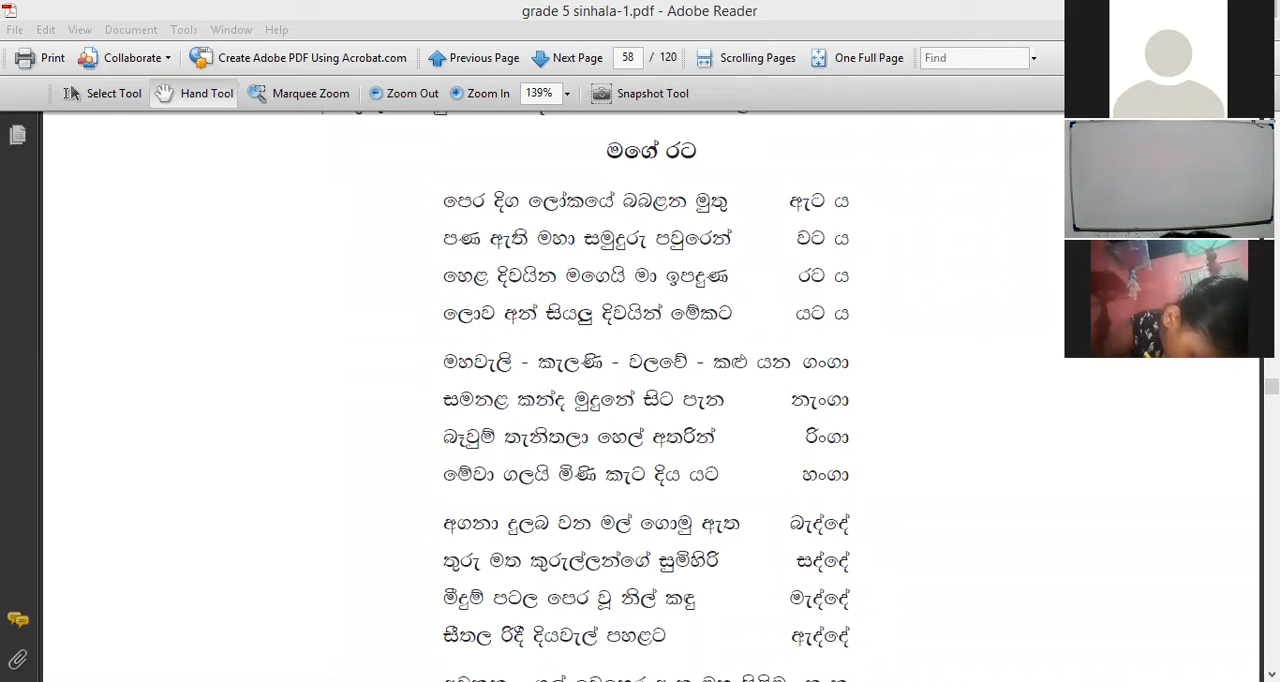 grade 5 sinhala-1.pdf - Adobe Reader
File Edit View Document Tools Window Help
Print Collaborate Create Adobe PDF Using Acrobat.com Previous Page Next Page 58 / 120 Scrolling Pages One Full Page Find
Select Tool Hand Tool Marquee Zoom Zoom Out Zoom In 139% Snapshot Tool
මගේ රට
පෙර දිග ලෝකයේ බබළන මුතු ඇට ය
පණ ඇති මහා සමුදුරු පවුරෙන් වට ය
හෙළ දිවයින මගෙයි මා ඉපදුණ රට ය
ලොව අන් සියලු දිවයින් මේකට යට ය
මහවැලි - කැලණි - වලවේ - කළු යන ගංගා
සමනළ කන්ද මුදුනේ සිට පැන නැංගා
බෑවුම් තැනිතලා හෙල් අතරින් රිංගා
මේවා ගලයි මිණි කැට දිය යට හංගා
අගනා දුලබ වන මල් ගොමු ඇත බැද්දේ
තුරු මත කුරුල්ලන්ගේ සුමිහිරි සද්දේ
මීදුම් පටල පෙර වූ නිල් කඳු මැද්දේ
සීතල රිදී දියවැල් පහළට ඇද්දේ